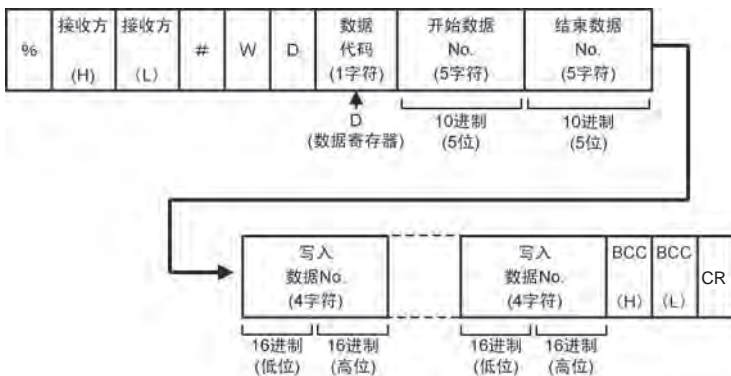 %
接收方
(H)
接收方
(L)
#
W
D
数据
代码
(1字符)
开始数据
No.
(5字符)
结束数据
No.
(5字符)
D
(数据寄存器)
10进制
(5位)
10进制
(5位)
写入
数据No.
(4字符)
写入
数据No.
(4字符)
BCC
(H)
BCC
(L)
CR
16进制
(低位)
16进制
(高位)
16进制
(低位)
16进制
(高位)